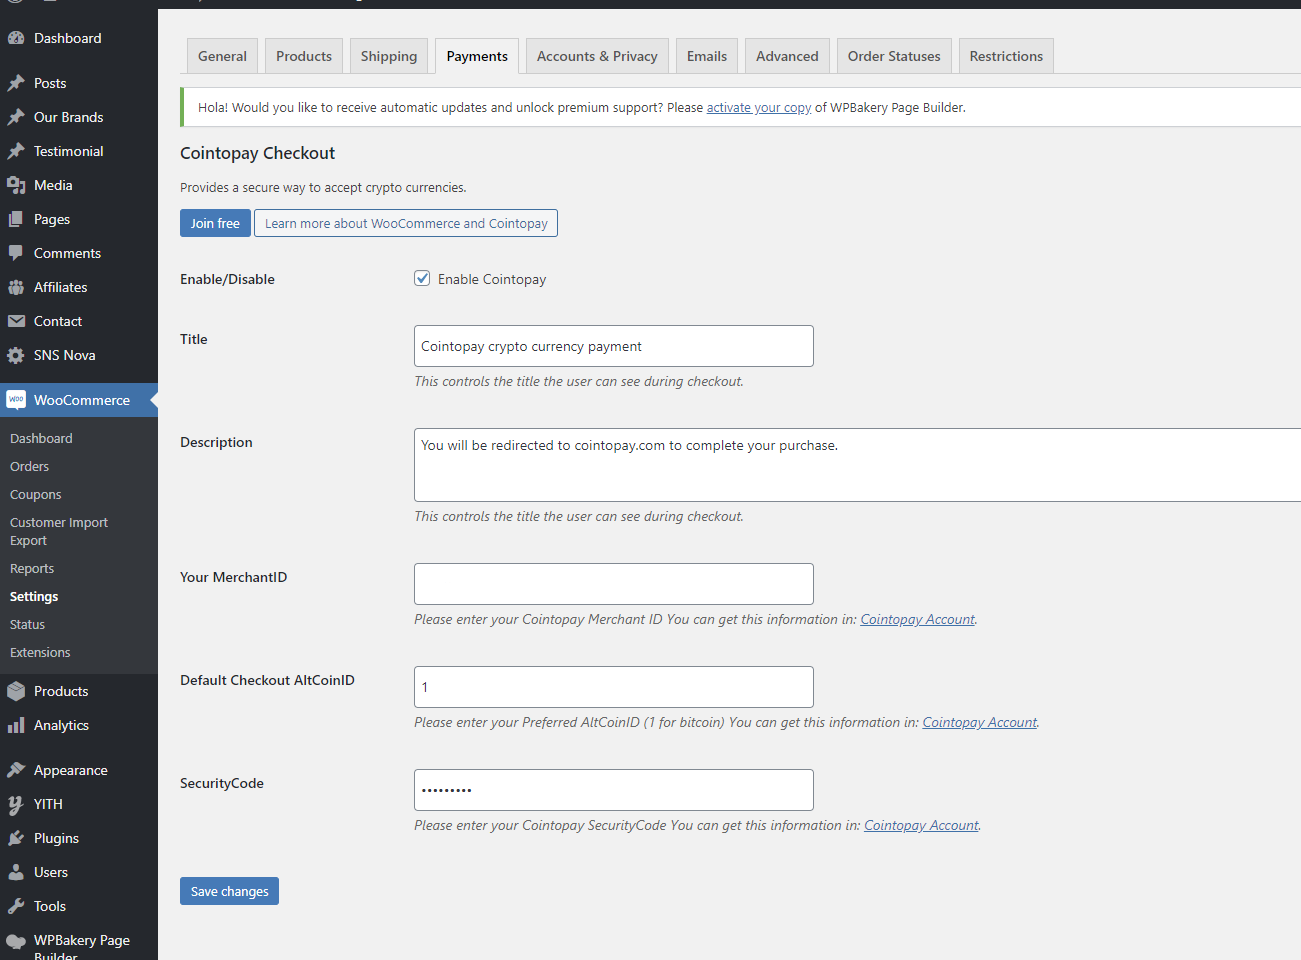 Dashboard
Posts
Our Brands
Testimonial
Media
Pages
Comments
Affiliates
Contact
SNS Nova
WooCommerce
Dashboard
Orders
Coupons
Customer Import
Export
Reports
Settings
Status
Extensions
Products
Analytics
Appearance
YITH
Plugins
Users
Tools
WPBakery Page
Builder
General Products Shipping Payments Accounts & Privacy Emails Advanced Order Statuses Restrictions
Hola! Would you like to receive automatic updates and unlock premium support? Please activate your copy of WPBakery Page Builder.
Cointopay Checkout
Provides a secure way to accept crypto currencies.
Join free Learn more about WooCommerce and Cointopay
Enable/Disable Enable Cointopay
Title Cointopay crypto currency payment
This controls the title the user can see during checkout.
Description You will be redirected to cointopay.com to complete your purchase.
This controls the title the user can see during checkout.
Your MerchantID
Please enter your Cointopay Merchant ID You can get this information in: Cointopay Account.
Default Checkout AltCoinID 1
Please enter your Preferred AltCoinID (1 for bitcoin) You can get this information in: Cointopay Account.
SecurityCode •••••••••
Please enter your Cointopay SecurityCode You can get this information in: Cointopay Account.
Save changes